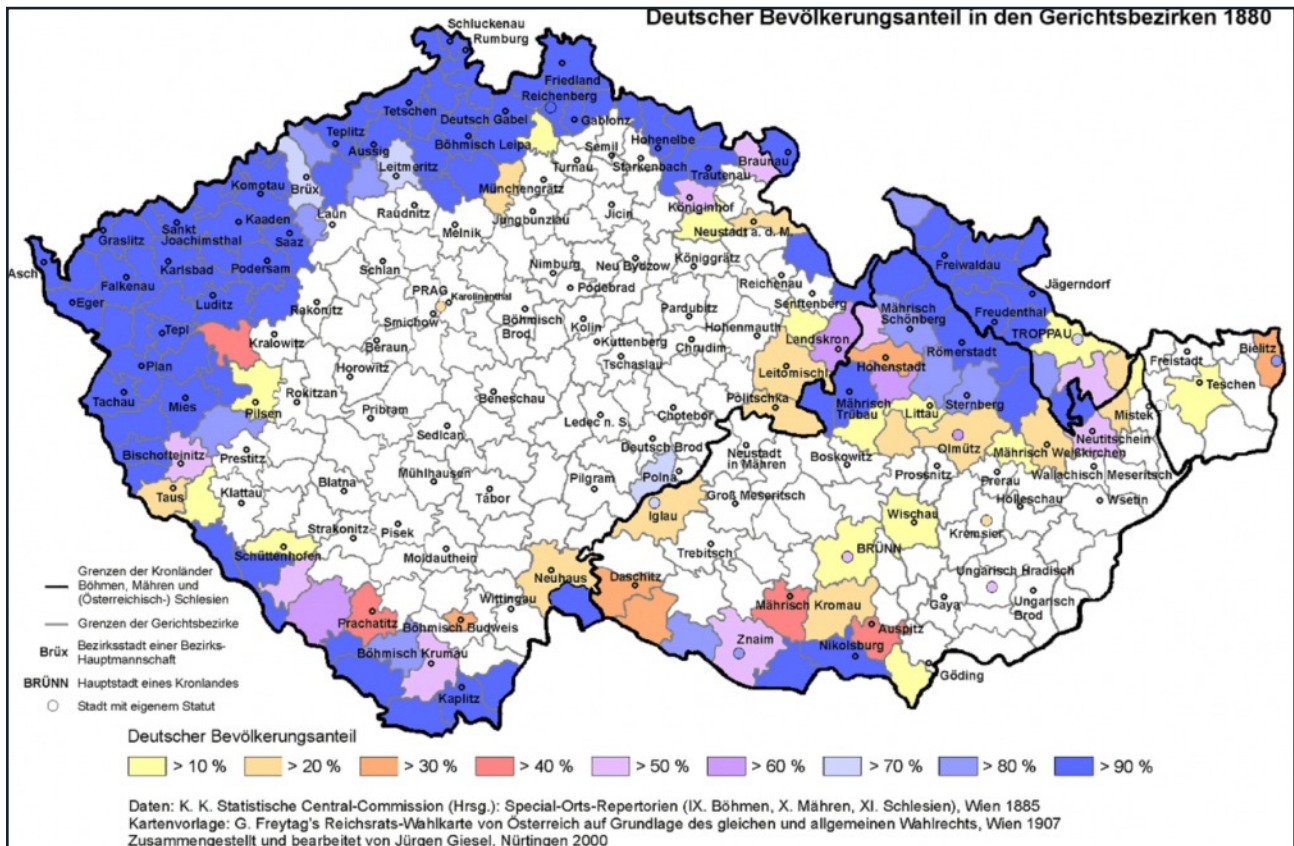 Deutscher Bevölkerungsanteil in den Gerichtsbezirken 1880
Schluckenau
Rumburg
Friedland
Reichenberg
Tetschen
Deutsch Gabel
Gablonz
Teplitz
Aussig
Böhmisch Leipa
Hohenelbe
Semil
Starkenbach
Braunau
Leitmeritz
Turnau
Trautenau
Komotau
Brüx
Münchengrätz
Königinhof
Raudnitz
Jungbunzlau
Jicin
Kaaden
Laun
Sankt
Joachimsthal
Graslitz
Saaz
Melnik
Neustadt a. d. M.
Asch
Karlsbad
Podersam
Schlan
Nimburg
Neu Bydzow
Königgrätz
Freiwaldau
Falkenau
Eger
Luditz
PRAG
Karolinenthal
Podebrad
Reichenau
Jägerndorf
Rakonitz
Smichow
Böhmisch
Brod
Kolin
Pardubitz
Senftenberg
Mährisch
Schönberg
Freudenthal
TROPPAU
Tepl
Kralowitz
Beraun
Kuttenberg
Hohenmauth
Landskron
Chrudim
Römerstadt
Bielitz
Freistadt
Plan
Horowitz
Tschaslau
Leitomischl
Hohenstadt
Teschen
Tachau
Mies
Pilsen
Rokitzan
Beneschau
Politschka
Mährisch
Trübau
Littau
Sternberg
Mistek
Pribram
Ledec n. S.
Chotebor
Neutitschein
Bischofteinitz
Sedlcan
Deutsch Brod
Neustadt
in Mähren
Olmütz
Mährisch Weißkirchen
Prestitz
Boskowitz
Prossnitz
Wallachisch Meseritsch
Mühlhausen
Polna
Prerau
Taus
Klattau
Blatna
Tábor
Pilgram
Groß Meseritsch
Holleschau
Wsetin
Iglau
Wischau
Kremsier
Strakonitz
Pisek
Schüttenhofen
Moldauthein
Trebitsch
BRÜNN
Neuhaus
Ungarisch Hradisch
Daschitz
Wittingau
Mährisch Kromau
Gaya
Ungarisch
Brod
Prachatitz
Böhmisch Budweis
Auspitz
Znaim
Nikolsburg
Böhmisch Krumau
Göding
Kaplitz
Grenzen der Kronländer
Böhmen, Mähren und
(Österreichisch-) Schlesien
Grenzen der Gerichtsbezirke
Brüx Bezirksstadt einer Bezirks-
Hauptmannschaft
BRÜNN Hauptstadt eines Kronlandes
Stadt mit eigenem Statut
Deutscher Bevölkerungsanteil
> 10 % > 20 % > 30 % > 40 % > 50 % > 60 % > 70 % > 80 % > 90 %
Daten: K. K. Statistische Central-Commission (Hrsg.): Special-Orts-Repertorien (IX. Böhmen, X. Mähren, XI. Schlesien), Wien 1885
Kartenvorlage: G. Freytag's Reichsrats-Wahlkarte von Österreich auf Grundlage des gleichen und allgemeinen Wahlrechts, Wien 1907
Zusammengestellt und bearbeitet von Jürgen Giesel, Nürtingen 2000